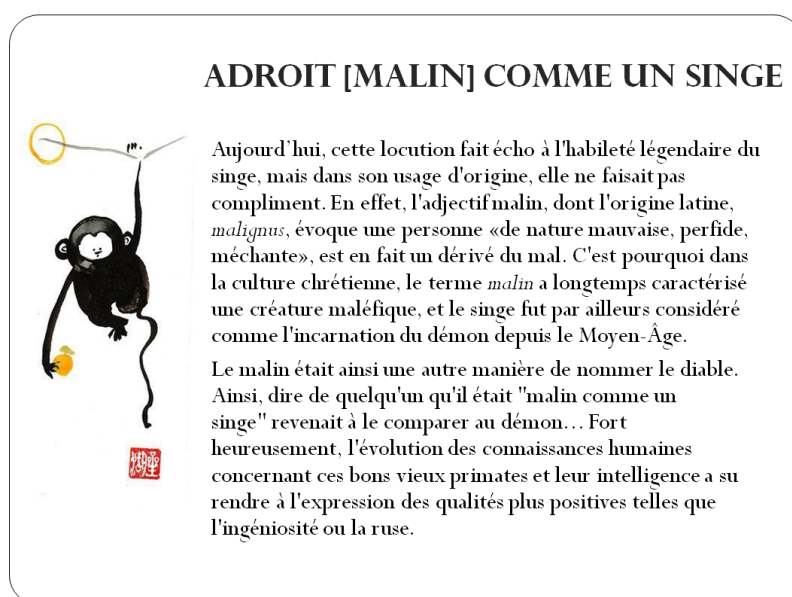 ADROIT [MALIN] COMME UN SINGE
Aujourd’hui, cette locution fait écho à l'habileté légendaire du
singe, mais dans son usage d'origine, elle ne faisait pas
compliment. En effet, l'adjectif malin, dont l'origine latine,
malignus, évoque une personne «de nature mauvaise, perfide,
méchante», est en fait un dérivé du mal. C'est pourquoi dans
la culture chrétienne, le terme malin a longtemps caractérisé
une créature maléfique, et le singe fut par ailleurs considéré
comme l'incarnation du démon depuis le Moyen-Âge.
Le malin était ainsi une autre manière de nommer le diable.
Ainsi, dire de quelqu'un qu'il était "malin comme un
singe" revenait à le comparer au démon… Fort
heureusement, l'évolution des connaissances humaines
concernant ces bons vieux primates et leur intelligence a su
rendre à l'expression des qualités plus positives telles que
l'ingéniosité ou la ruse.